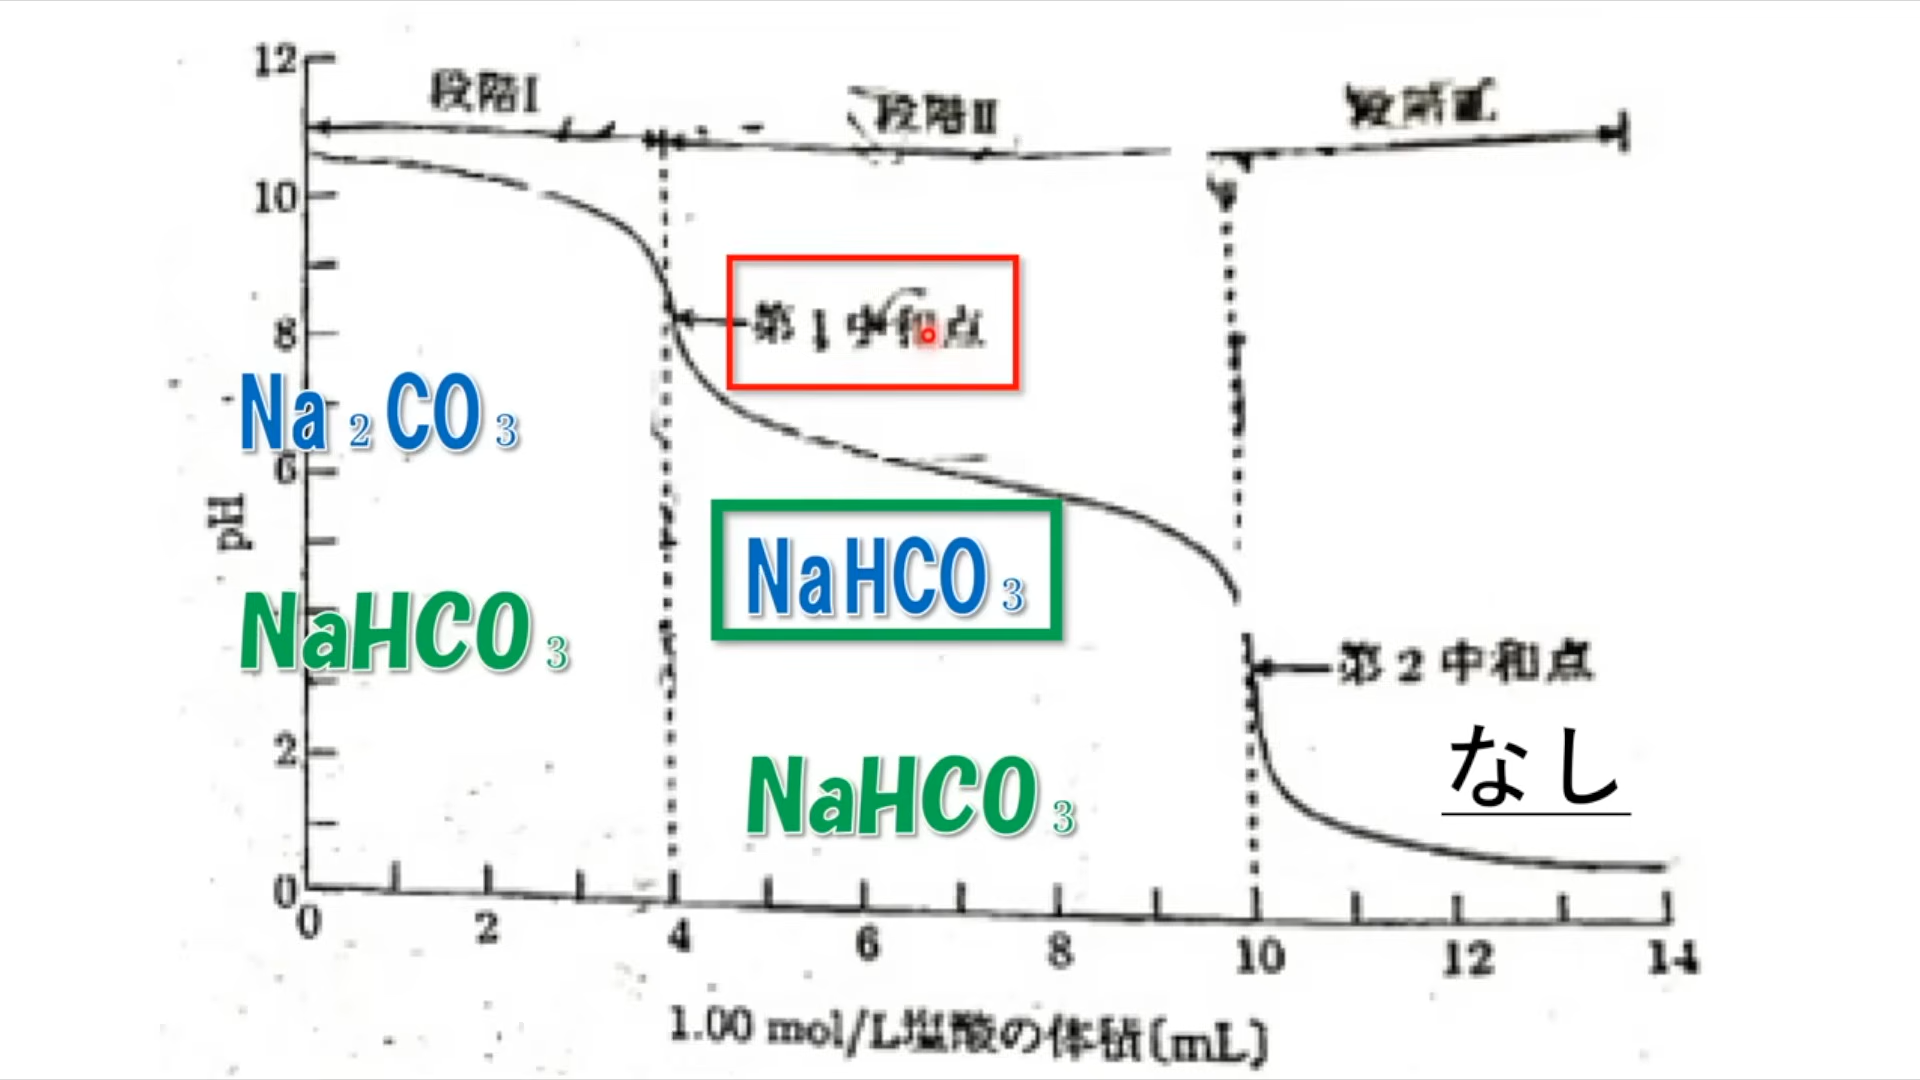 12
段階I
段階II
段階Ⅲ
10
8
第1中和点
Na₂CO₃
6
pH
NaHCO₃
NaHCO₃
第2中和点
なし
2
NaHCO₃
0
0 2 4 6 8 10 12 14
1.00 mol/L塩酸の体積(mL)